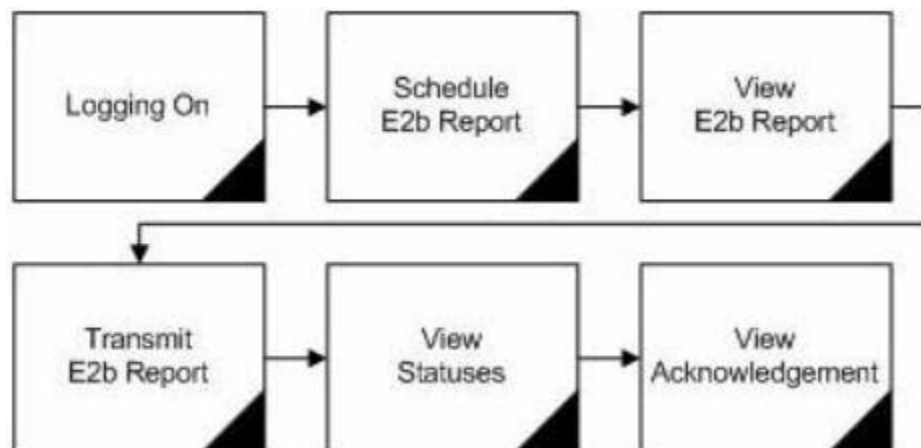 Logging On
Schedule
E2b Report
View
E2b Report
Transmit
E2b Report
View
Statuses
View
Acknowledgement